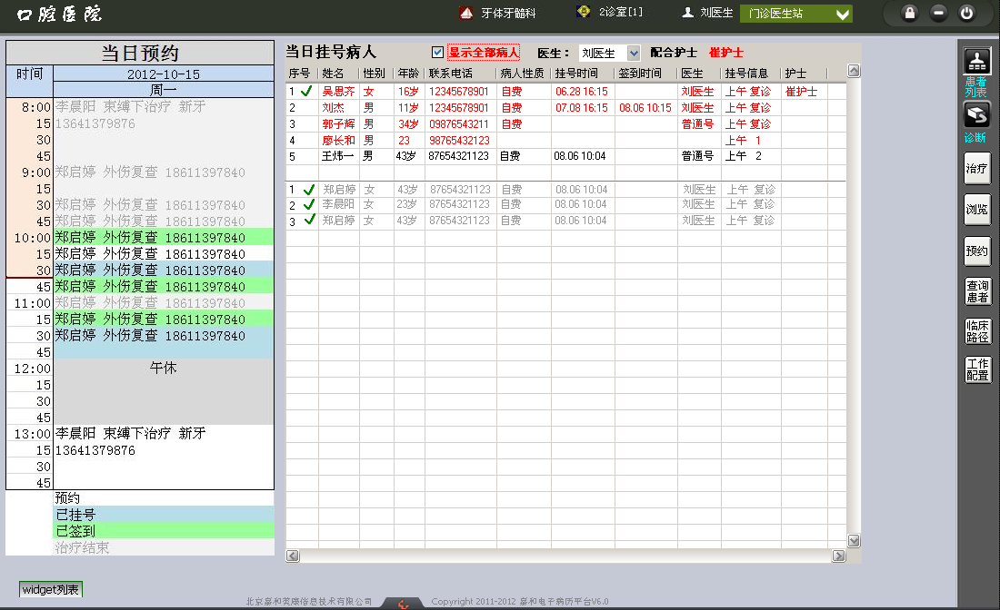 口腔医院 牙体牙髓科 2诊室[1] 刘医生 门诊医生站
当日预约
时间 2012-10-15
周一
8:00 李晨阳 束缚下治疗 新牙
15 13641379876
30
45
9:00 郑启婷 外伤复查 18611397840
15
30 郑启婷 外伤复查 18611397840
45 郑启婷 外伤复查 18611397840
10:00 郑启婷 外伤复查 18611397840
15 郑启婷 外伤复查 18611397840
30 郑启婷 外伤复查 18611397840
45 郑启婷 外伤复查 18611397840
11:00 郑启婷 外伤复查 18611397840
15 郑启婷 外伤复查 18611397840
30 郑启婷 外伤复查 18611397840
45
12:00 午休
15
30
45
13:00 李晨阳 束缚下治疗 新牙
15 13641379876
30
45
预约
已挂号
已签到
治疗结束
当日挂号病人 显示全部病人 医生： 刘医生 配合护士 崔护士
序号 姓名 性别 年龄 联系电话 病人性质 挂号时间 签到时间 医生 挂号信息 护士
1 吴思齐 女 16岁 12345678901 自费 06.28 16:15 刘医生 上午 复诊 崔护士
2 刘杰 男 11岁 12345678901 自费 07.08 16:15 08.06 10:15 刘医生 上午 复诊
3 郭子辉 男 34岁 09876543211 自费 普通号 上午 复诊
4 廖长和 男 23 98765432123 上午 1
5 王炜一 男 43岁 87654321123 自费 08.06 10:04 普通号 上午 2
1 郑启婷 女 43岁 87654321123 自费 08.06 10:04 刘医生 上午 复诊
2 李晨阳 女 23岁 87654321123 自费 08.06 10:04 刘医生 上午 复诊
3 郑启婷 女 43岁 87654321123 自费 08.06 10:04 刘医生 上午 复诊
患者
列表
诊断
治疗
浏览
预约
查询
患者
临床
路径
工作
配置
widget列表
北京嘉和美康信息技术有限公司 Copyright 2011-2012 嘉和电子病历平台V6.0